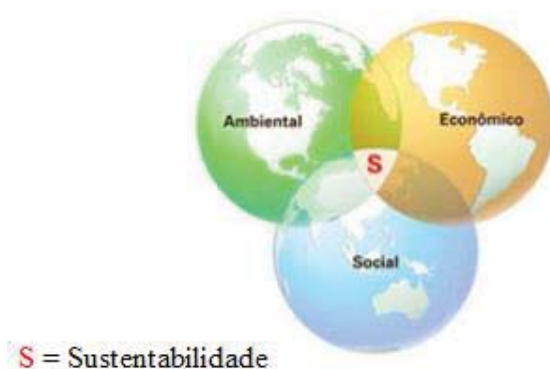 Ambiental
Econômico
S
Social
S = Sustentabilidade